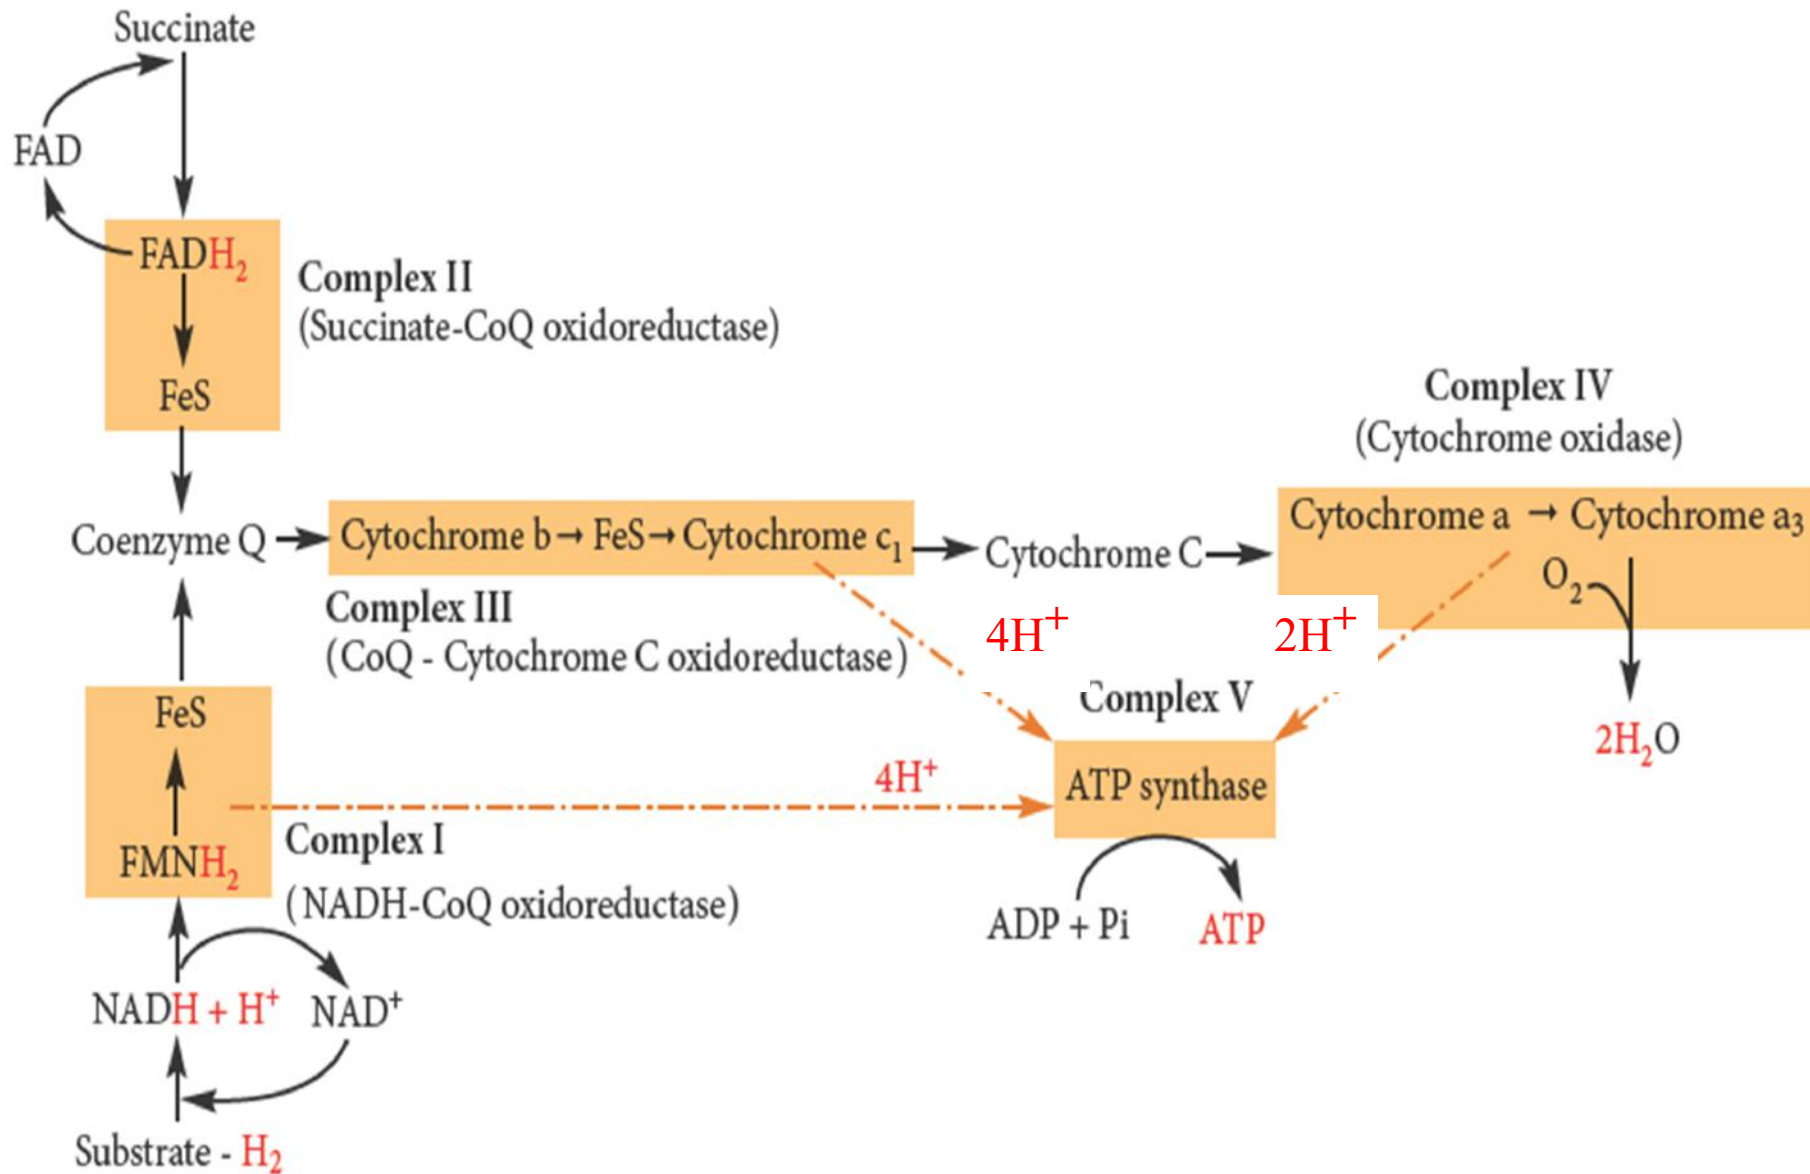 Succinate
FAD
FADH₂
Complex II
(Succinate-CoQ oxidoreductase)
FeS
Complex IV
(Cytochrome oxidase)
Coenzyme Q → Cytochrome b → FeS → Cytochrome c₁ → Cytochrome C → Cytochrome a → Cytochrome a₃
O₂
Complex III
(CoQ - Cytochrome C oxidoreductase)
4H⁺
2H⁺
Complex V
2H₂O
FeS
4H⁺
ATP synthase
FMNH₂
Complex I
(NADH-CoQ oxidoreductase)
ADP + Pi
ATP
NADH + H⁺
NAD⁺
Substrate - H₂